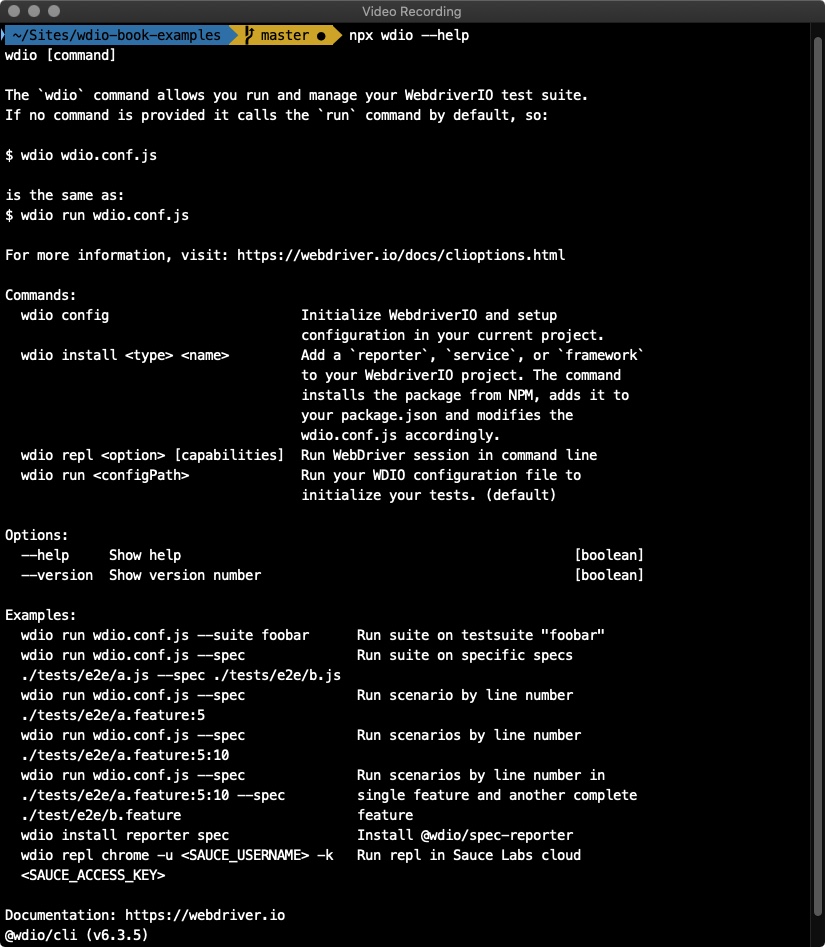 Video Recording
~/Sites/wdio-book-examples master ● npx wdio --help
wdio [command]
The `wdio` command allows you run and manage your WebdriverIO test suite.
If no command is provided it calls the `run` command by default, so:
$ wdio wdio.conf.js
is the same as:
$ wdio run wdio.conf.js
For more information, visit: https://webdriver.io/docs/clioptions.html
Commands:
wdio config Initialize WebdriverIO and setup
configuration in your current project.
wdio install <type> <name> Add a `reporter`, `service`, or `framework`
to your WebdriverIO project. The command
installs the package from NPM, adds it to
your package.json and modifies the
wdio.conf.js accordingly.
wdio repl <option> [capabilities] Run WebDriver session in command line
wdio run <configPath> Run your WDIO configuration file to
initialize your tests. (default)
Options:
--help Show help [boolean]
--version Show version number [boolean]
Examples:
wdio run wdio.conf.js --suite foobar Run suite on testsuite "foobar"
wdio run wdio.conf.js --spec Run suite on specific specs
./tests/e2e/a.js --spec ./tests/e2e/b.js
wdio run wdio.conf.js --spec Run scenario by line number
./tests/e2e/a.feature:5
wdio run wdio.conf.js --spec Run scenarios by line number
./tests/e2e/a.feature:5:10
wdio run wdio.conf.js --spec Run scenarios by line number in
./tests/e2e/a.feature:5:10 --spec single feature and another complete
./test/e2e/b.feature feature
wdio install reporter spec Install @wdio/spec-reporter
wdio repl chrome -u <SAUCE_USERNAME> -k Run repl in Sauce Labs cloud
<SAUCE_ACCESS_KEY>
Documentation: https://webdriver.io
@wdio/cli (v6.3.5)